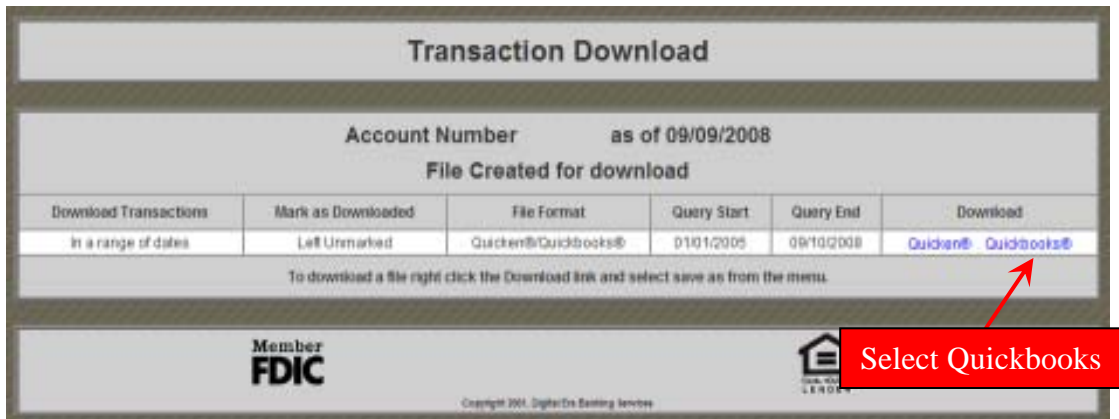 Transaction Download
Account Number as of 09/09/2008
File Created for download
Download Transactions Mark as Downloaded File Format Query Start Query End Download
In a range of dates Left Unmarked Quicken®/Quickbooks® 01/01/2005 09/10/2008 Quicken® Quickbooks®
To download a file right click the Download link and select save as from the menu.
Select Quickbooks
Member
FDIC
LENDER
Copyright 2001, Digital Era Banking Services